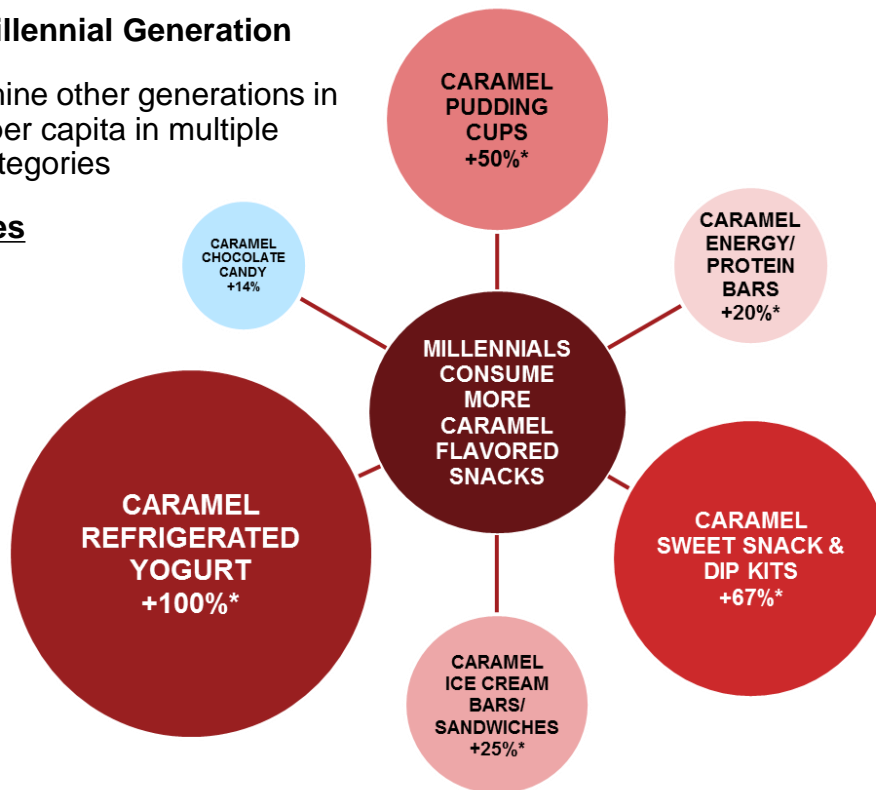 illennial Generation
ine other generations in
per capita in multiple
tegories
es
CARAMEL
PUDDING
CUPS
+50%*
CARAMEL
CHOCOLATE
CANDY
+14%
CARAMEL
ENERGY/
PROTEIN
BARS
+20%*
MILLENNIALS
CONSUME
MORE
CARAMEL
FLAVORED
SNACKS
CARAMEL
REFRIGERATED
YOGURT
+100%*
CARAMEL
SWEET SNACK &
DIP KITS
+67%*
CARAMEL
ICE CREAM
BARS/
SANDWICHES
+25%*